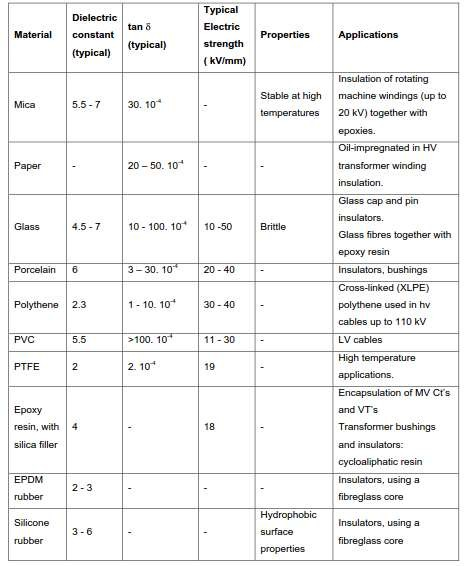 Material Dielectric constant (typical) tan δ (typical) Typical Electric strength ( kV/mm) Properties Applications
Mica 5.5 - 7 30. 10-4 - Stable at high temperatures Insulation of rotating machine windings (up to 20 kV) together with epoxies.
Paper - 20 – 50. 10-4 - - Oil-impregnated in HV transformer winding insulation.
Glass 4.5 - 7 10 - 100. 10-4 10 -50 Brittle Glass cap and pin insulators. Glass fibres together with epoxy resin
Porcelain 6 3 – 30. 10-4 20 - 40 - Insulators, bushings
Polythene 2.3 1 - 10. 10-4 30 - 40 - Cross-linked (XLPE) polythene used in hv cables up to 110 kV
PVC 5.5 >100. 10-4 11 - 30 - LV cables
PTFE 2 2. 10-4 19 - High temperature applications.
Epoxy resin, with silica filler 4 - 18 - Encapsulation of MV Ct's and VT's Transformer bushings and insulators: cycloaliphatic resin
EPDM rubber 2 - 3 - - - Insulators, using a fibreglass core
Silicone rubber 3 - 6 - - Hydrophobic surface properties Insulators, using a fibreglass core